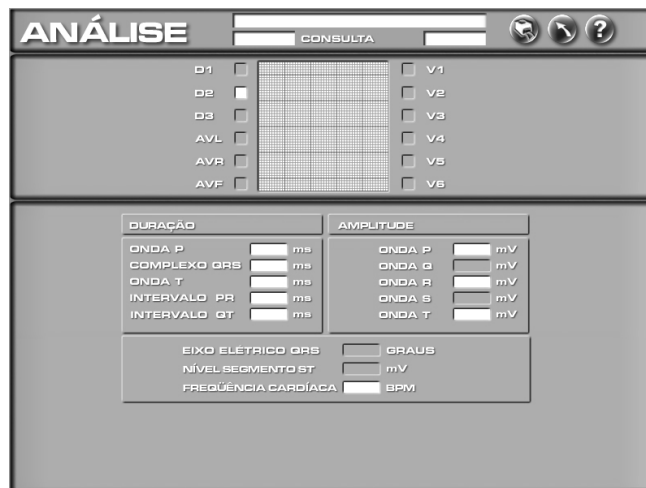 ANÁLISE
CONSULTA
?
D1 V1
D2 V2
D3 V3
AVL V4
AVR V5
AVF V6
DURAÇÃO
ONDA P ms
COMPLEXO QRS ms
ONDA T ms
INTERVALO PR ms
INTERVALO QT ms
AMPLITUDE
ONDA P mV
ONDA Q mV
ONDA R mV
ONDA S mV
ONDA T mV
EIXO ELÉTRICO QRS GRAUS
NÍVEL SEGMENTO ST mV
FREQÜÊNCIA CARDÍACA BPM